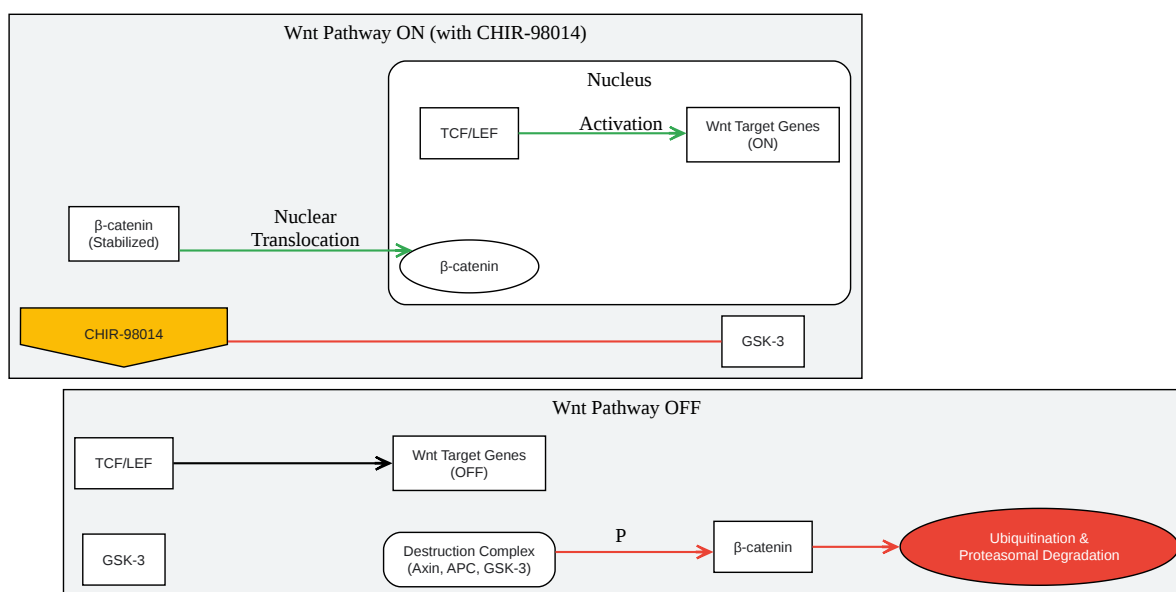 Wnt Pathway ON (with CHIR-98014)
Nucleus
TCF/LEF
Activation
Wnt Target Genes
(ON)
β-catenin
(Stabilized)
Nuclear
Translocation
β-catenin
CHIR-98014
GSK-3
Wnt Pathway OFF
TCF/LEF
Wnt Target Genes
(OFF)
GSK-3
Destruction Complex
(Axin, APC, GSK-3)
P
β-catenin
Ubiquitination &
Proteasomal Degradation